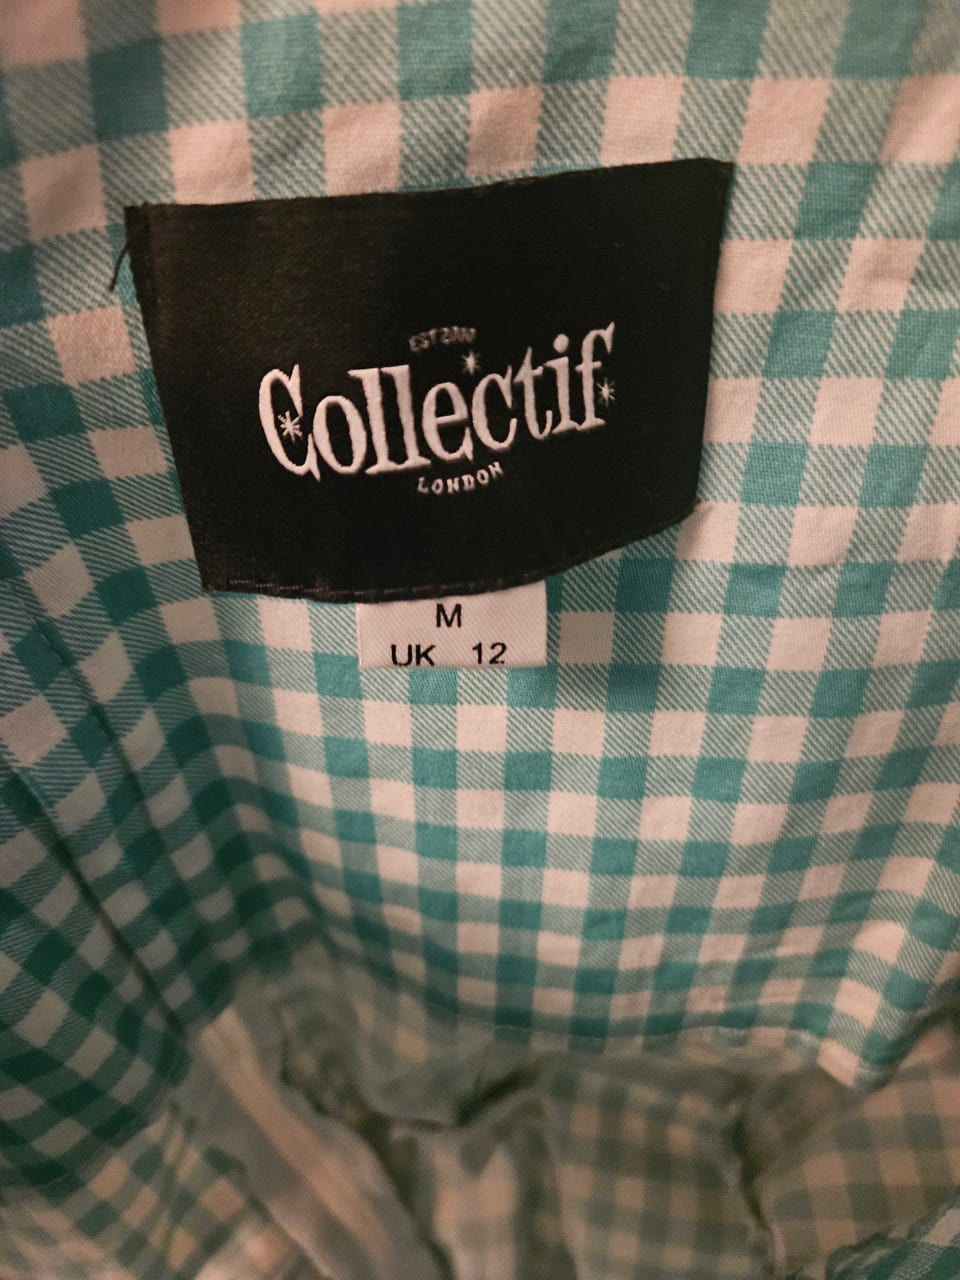 EST 2000
Collectif
LONDON
M
UK 12